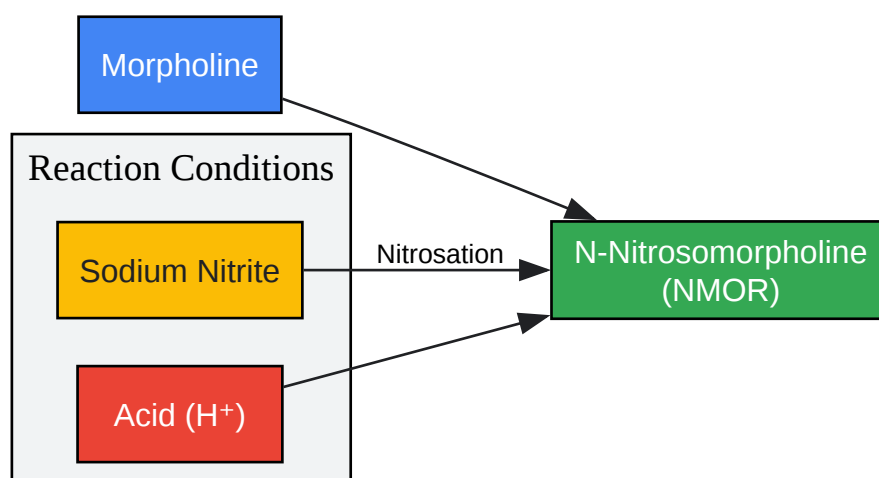 Morpholine
Reaction Conditions
Sodium Nitrite
Nitrosation
N-Nitrosomorpholine
(NMOR)
Acid (H⁺)